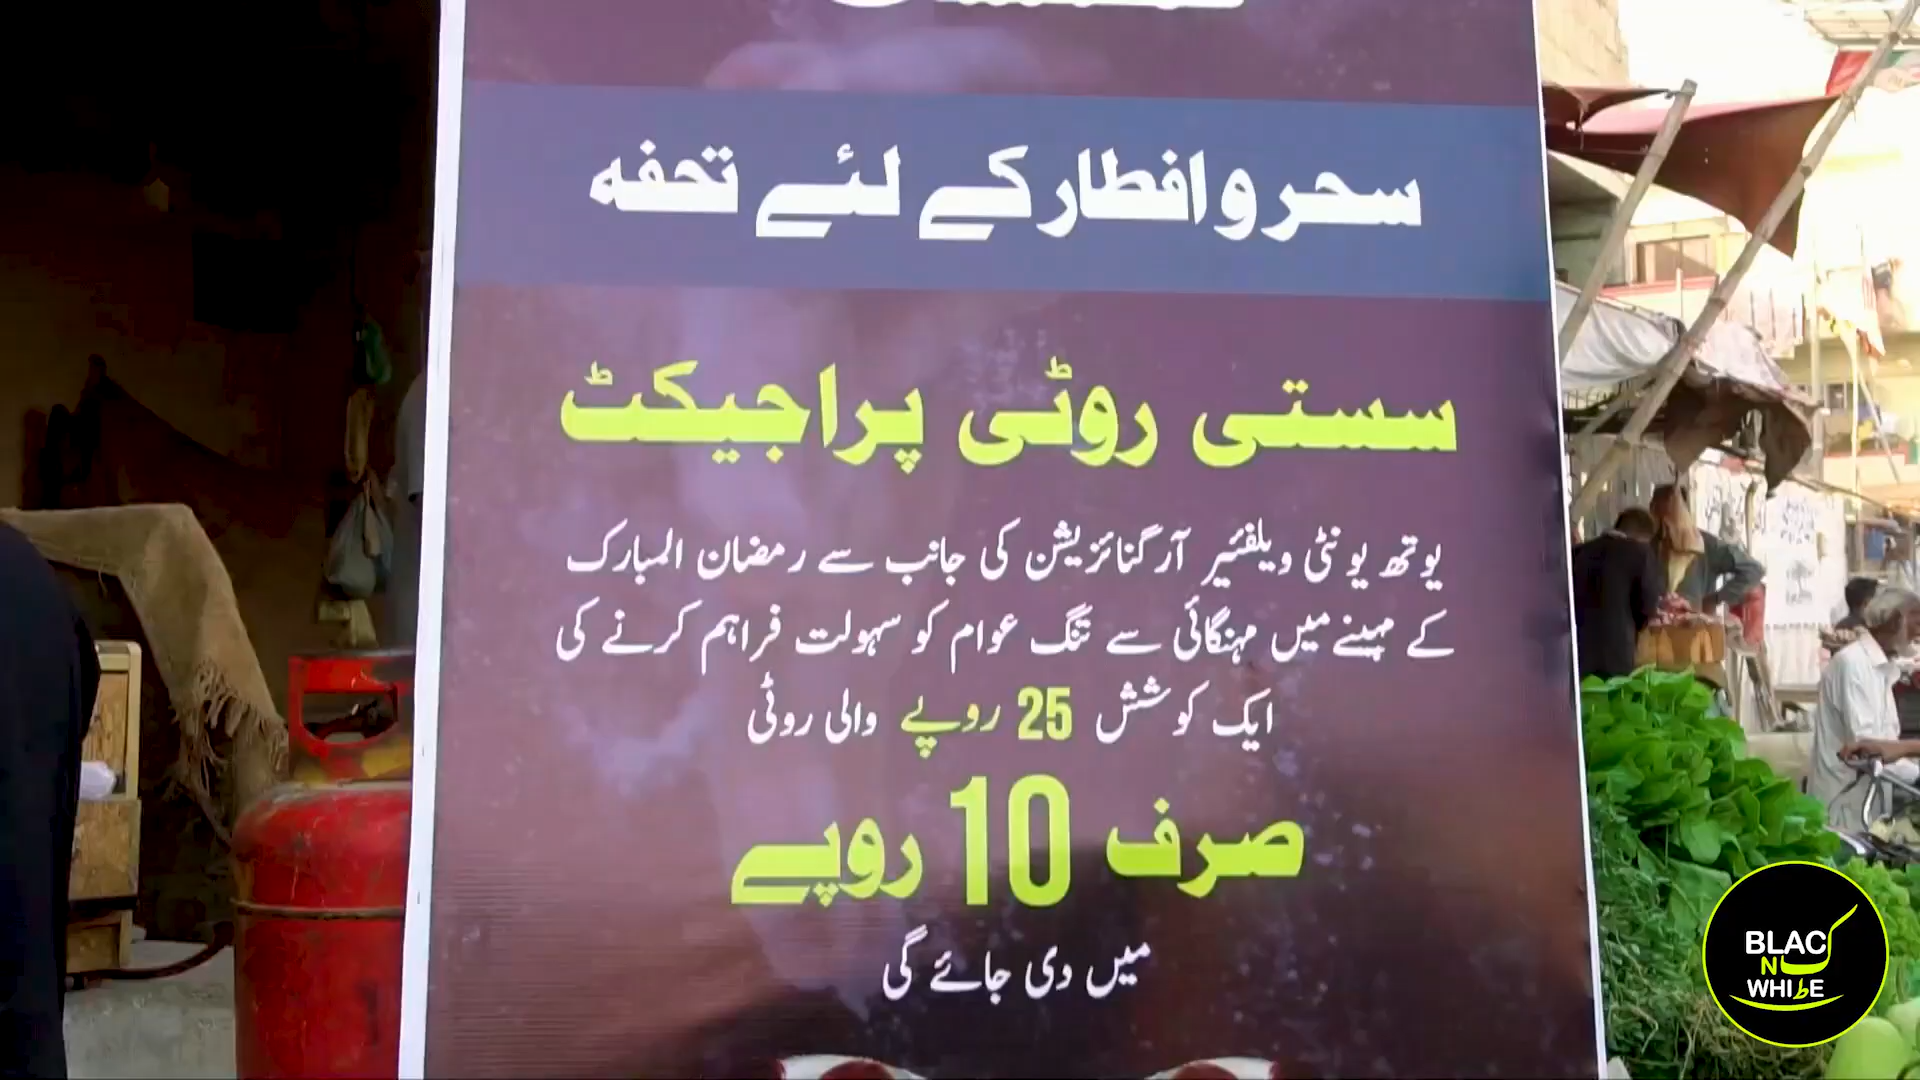 سحر و افطار کے لئے تحفہ
سستی روٹی پراجیکٹ
یوتھ یونٹی ویلفئیر آرگنائزیشن کی جانب سے رمضان المبارک
کے مہینے میں مہنگائی سے تنگ عوام کو سہولت فراہم کرنے کی
ایک کوشش 25 روپے والی روٹی
صرف 10 روپے
میں دی جائے گی
BLAC
N
WHITE